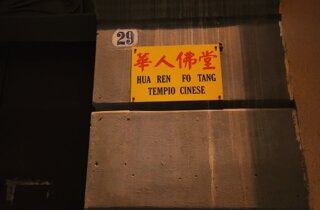 29
華人佛堂
HUA REN FO TANG
TEMPIO CINESE